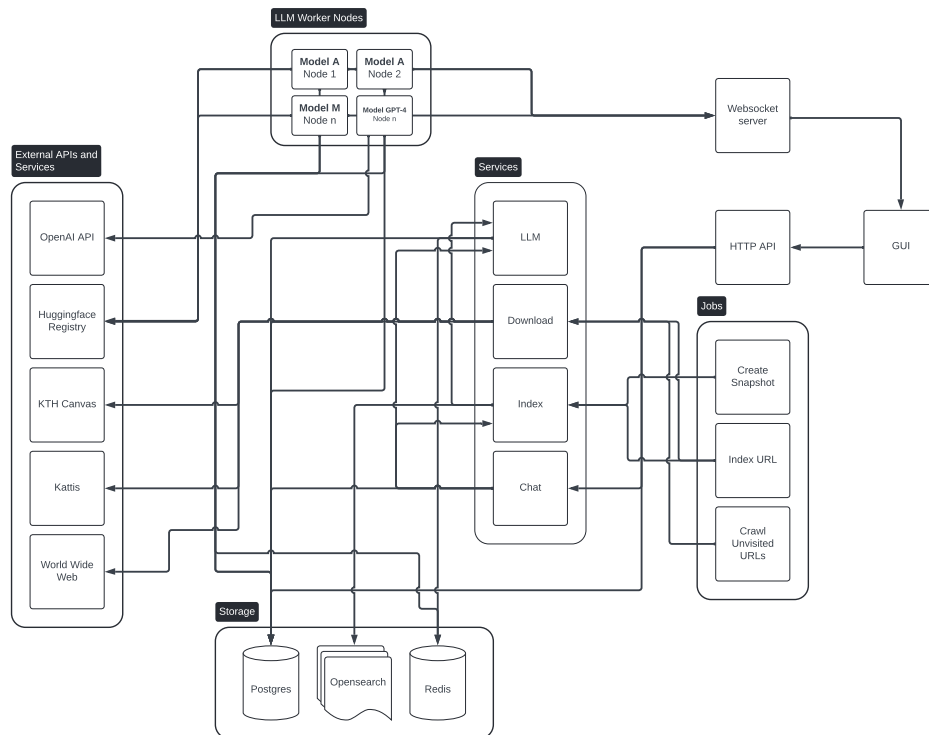 LLM Worker Nodes
Model A
Node 1
Model A
Node 2
Model M
Node n
Model GPT-4
Node n
Websocket
server
External APIs and
Services
OpenAI API
Huggingface
Registry
KTH Canvas
Kattis
World Wide
Web
Services
LLM
Download
Index
Chat
HTTP API
GUI
Jobs
Create
Snapshot
Index URL
Crawl
Unvisited
URLs
Storage
Postgres
Opensearch
Redis